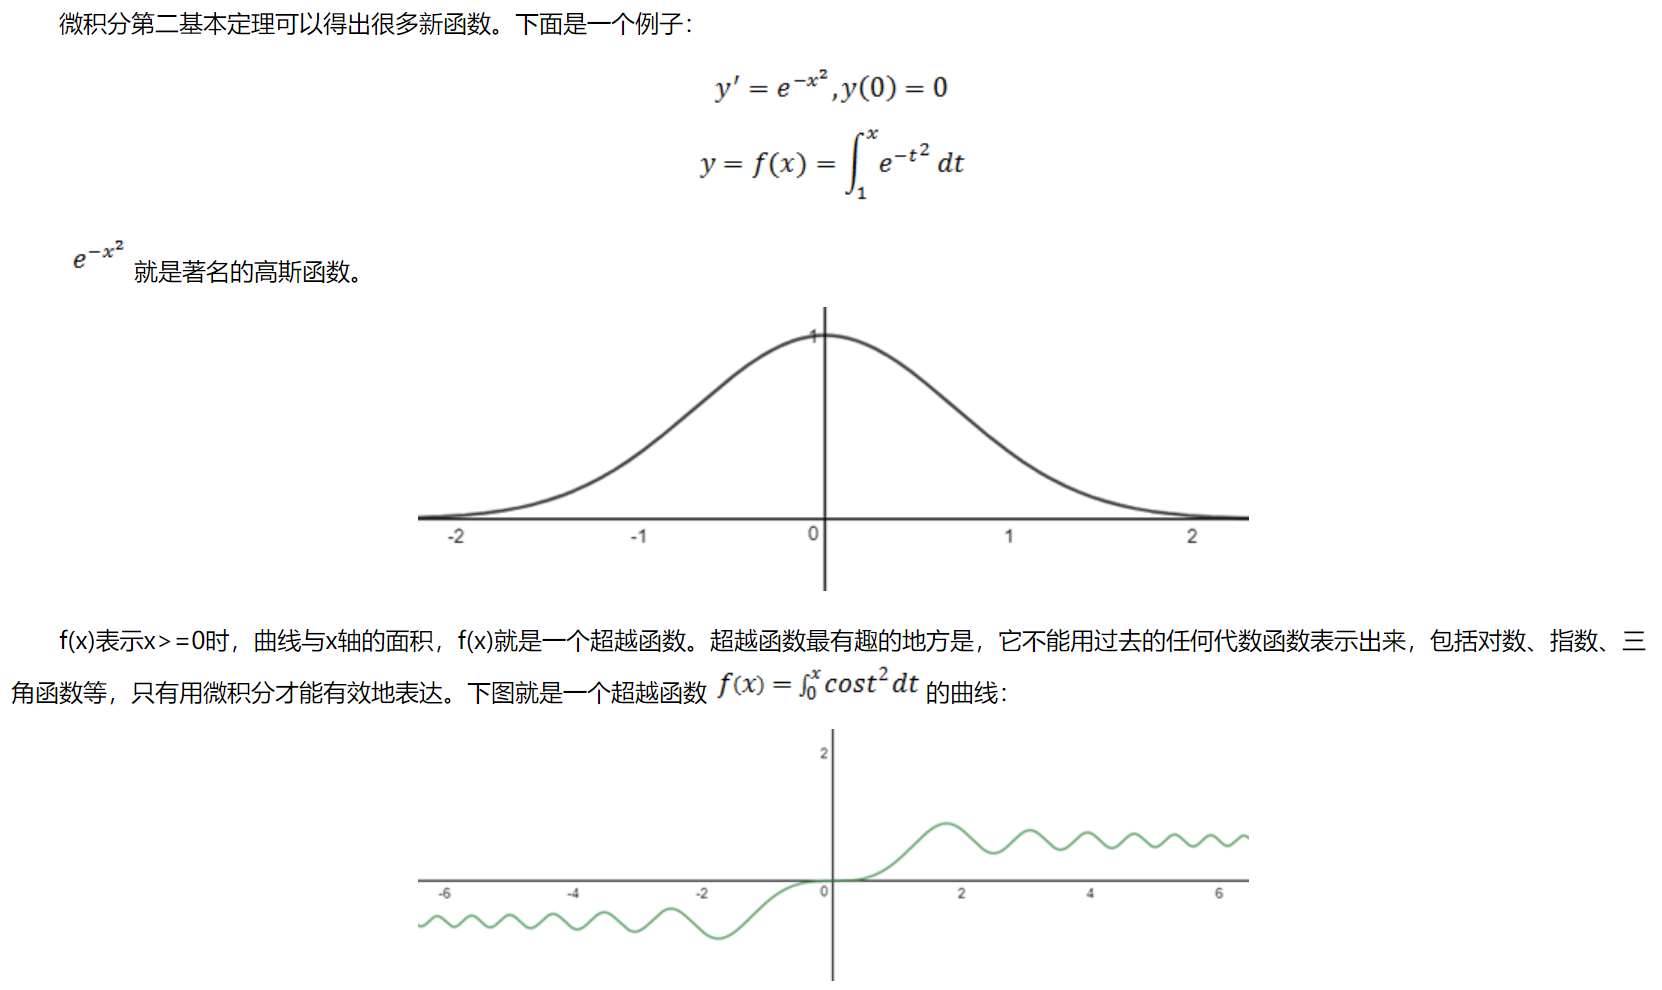 微积分第二基本定理可以得出很多新函数。下面是一个例子：
y′ = e^{−x²}, y(0) = 0
y = f(x) = ∫₁ˣ e^{−t²} dt
e^{−x²} 就是著名的高斯函数。
1
-2 -1 0 1 2
f(x)表示x>=0时，曲线与x轴的面积，f(x)就是一个超越函数。超越函数最有趣的地方是，它不能用过去的任何代数函数表示出来，包括对数、指数、三
角函数等，只有用微积分才能有效地表达。下图就是一个超越函数 f(x) = ∫₀ˣ cost² dt 的曲线：
2
-6 -4 -2 0 2 4 6